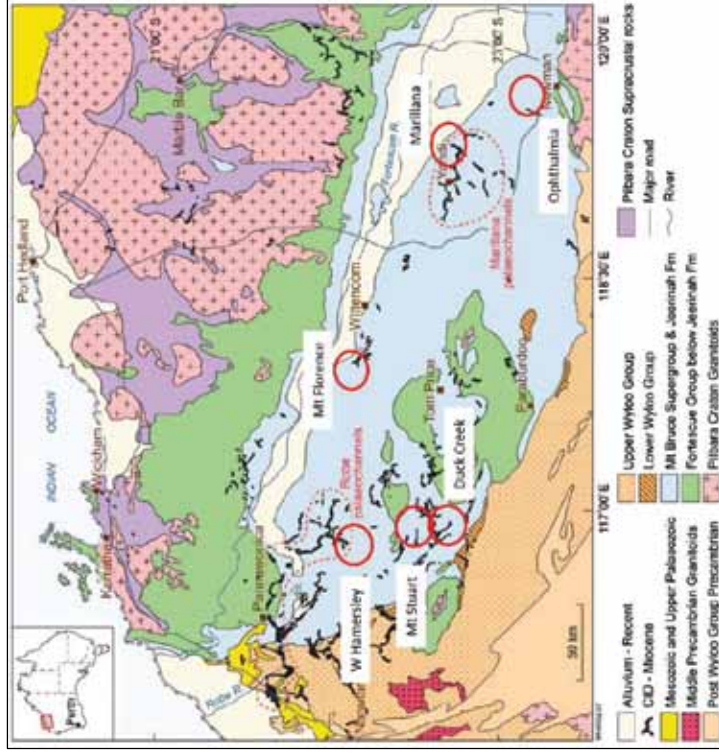 Perth
INDIAN OCEAN
Port Hedland
Wickham
Karratha
Marble Bar
21°00'S
23°00'S
Fortescue R.
Robe R.
Pannawonica
Robe
palaeochannels
Mt Florence
Wittenoom
Marillana
Marillana
palaeochannels
Newman
Ophthalmia
W Hamersley
Mt Stuart
Duck Creek
Tom Price
Paraburdoo
50 km
117°00'E
118°30'E
120°00'E
Alluvium - Recent
CID - Miocene
Mesozoic and Upper Palaeozoic
Middle Precambrian Granitoids
Post Wyloo Group Precambrian
Upper Wyloo Group
Lower Wyloo Group
Mt Bruce Supergroup & Jeerinah Fm
Fortescue Group below Jeerinah Fm
Pilbara Craton Granitoids
Pilbara Craton Supracrustal rocks
Major road
River